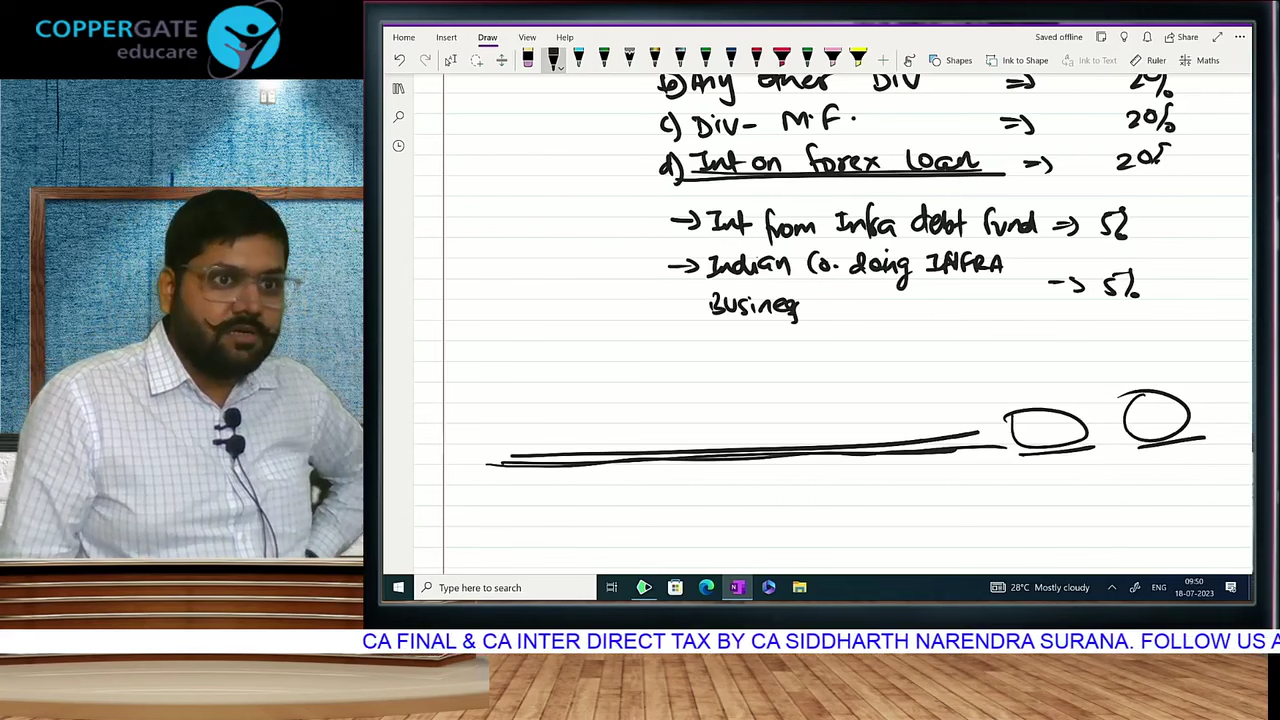 COPPERGATE
educare
Home Insert Draw View Help
Saved offline
Share
Shapes
Ink to Shape
Ink to Text
Ruler
Maths
b) Any other DIV => 20%
c) Div- M.F. => 20%
d) Int on forex loan => 20%
→ Int from Infra debt fund => 5%
→ Indian Co. doing INFRA
Business -> 5%
Type here to search
28°C Mostly cloudy
ENG
09:50
18-07-2023
CA FINAL & CA INTER DIRECT TAX BY CA SIDDHARTH NARENDRA SURANA. FOLLOW US A